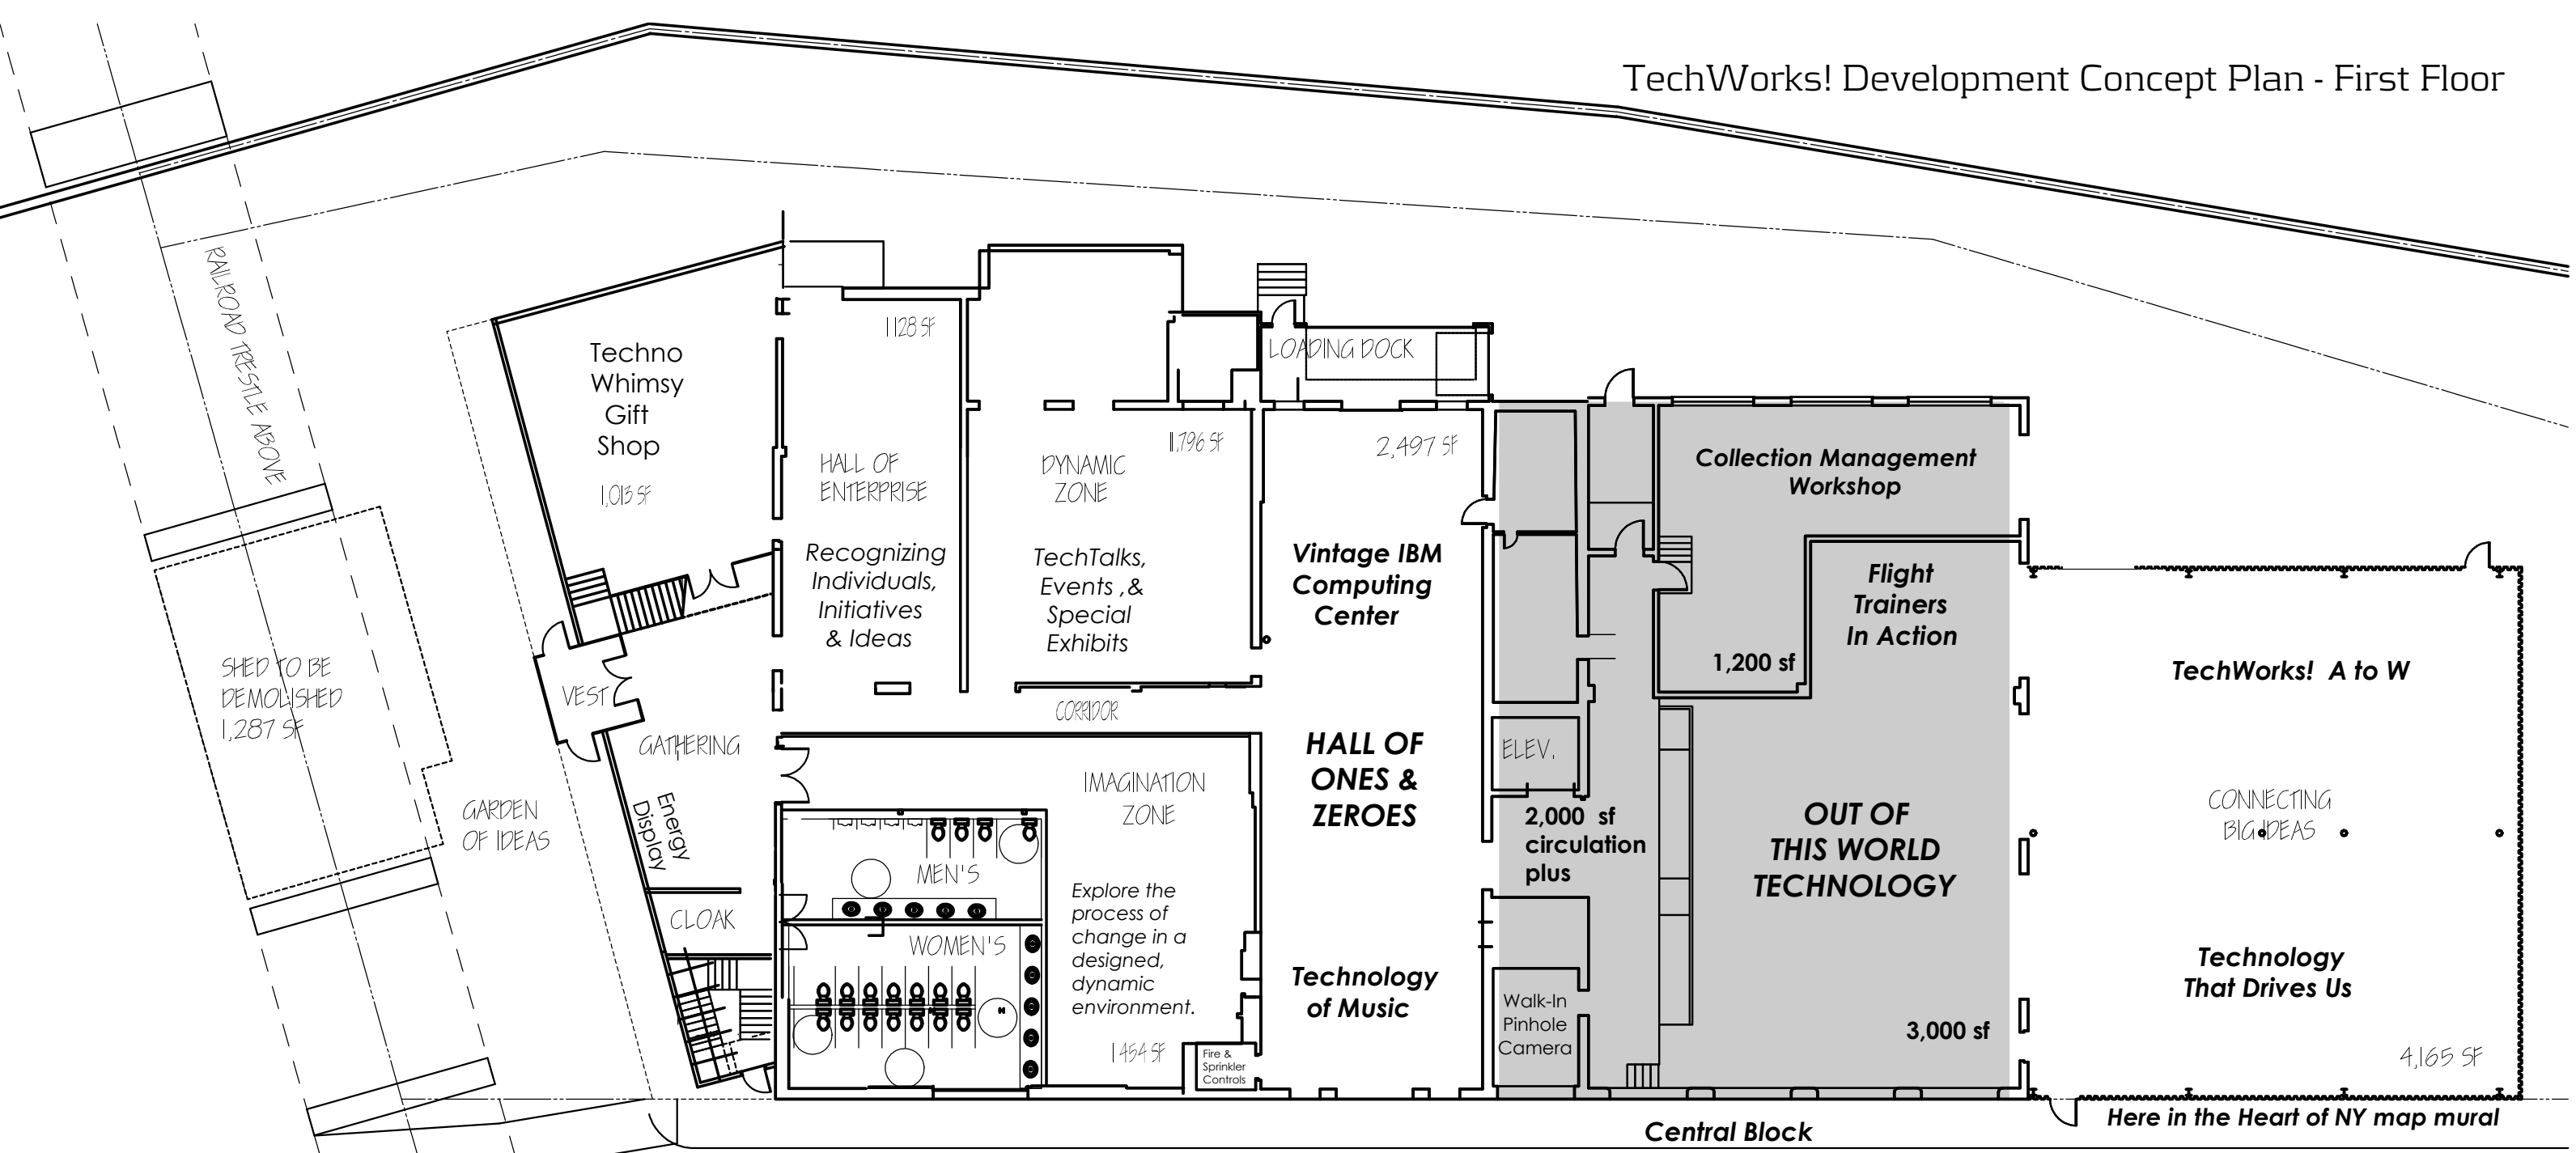 TechWorks! Development Concept Plan - First Floor
RAILROAD TRESTLE ABOVE
SHED TO BE
DEMOLISHED
1,287 SF
GARDEN
OF IDEAS
Techno
Whimsy
Gift
Shop
1,013 SF
VEST
GATHERING
Energy
Display
CLOAK
1128 SF
HALL OF
ENTERPRISE
Recognizing
Individuals,
Initiatives
& Ideas
1,796 SF
DYNAMIC
ZONE
TechTalks,
Events ,&
Special
Exhibits
CORRIDOR
IMAGINATION
ZONE
Explore the
process of
change in a
designed,
dynamic
environment.
1454 SF
MEN'S
WOMEN'S
Fire &
Sprinkler
Controls
LOADING DOCK
2,497 SF
Vintage IBM
Computing
Center
HALL OF
ONES &
ZEROES
Technology
of Music
ELEV.
2,000 sf
circulation
plus
Walk-In
Pinhole
Camera
Collection Management
Workshop
1,200 sf
Flight
Trainers
In Action
OUT OF
THIS WORLD
TECHNOLOGY
3,000 sf
TechWorks! A to W
CONNECTING
BIG IDEAS
Technology
That Drives Us
4,165 SF
Here in the Heart of NY map mural
Central Block